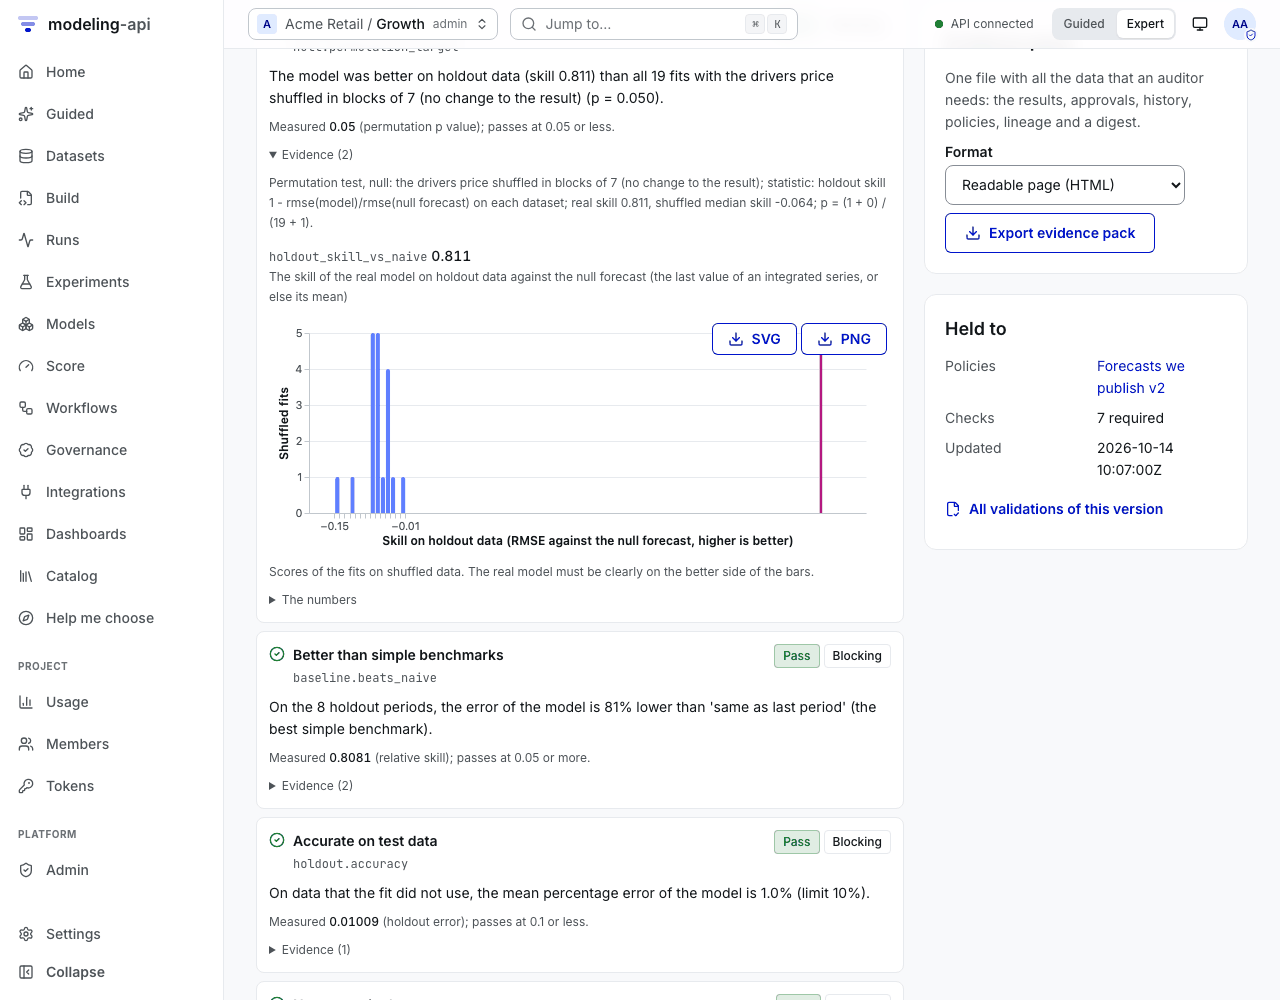 modeling-api
A Acme Retail / Growth admin
Jump to...
⌘ K
API connected
Guided
Expert
AA
Home
Guided
Datasets
Build
Runs
Experiments
Models
Score
Workflows
Governance
Integrations
Dashboards
Catalog
Help me choose
PROJECT
Usage
Members
Tokens
PLATFORM
Admin
Settings
Collapse
The model was better on holdout data (skill 0.811) than all 19 fits with the drivers price
shuffled in blocks of 7 (no change to the result) (p = 0.050).
Measured 0.05 (permutation p value); passes at 0.05 or less.
Evidence (2)
Permutation test, null: the drivers price shuffled in blocks of 7 (no change to the result); statistic: holdout skill
1 - rmse(model)/rmse(null forecast) on each dataset; real skill 0.811, shuffled median skill -0.064; p = (1 + 0) /
(19 + 1).
holdout_skill_vs_naive 0.811
The skill of the real model on holdout data against the null forecast (the last value of an integrated series, or
else its mean)
SVG
PNG
5
4
3
2
1
0
Shuffled fits
−0.15
−0.01
Skill on holdout data (RMSE against the null forecast, higher is better)
Scores of the fits on shuffled data. The real model must be clearly on the better side of the bars.
The numbers
Better than simple benchmarks
Pass
Blocking
baseline.beats_naive
On the 8 holdout periods, the error of the model is 81% lower than 'same as last period' (the
best simple benchmark).
Measured 0.8081 (relative skill); passes at 0.05 or more.
Evidence (2)
Accurate on test data
Pass
Blocking
holdout.accuracy
On data that the fit did not use, the mean percentage error of the model is 1.0% (limit 10%).
Measured 0.01009 (holdout error); passes at 0.1 or less.
Evidence (1)
One file with all the data that an auditor
needs: the results, approvals, history,
policies, lineage and a digest.
Format
Readable page (HTML)
Export evidence pack
Held to
Policies
Forecasts we
publish v2
Checks
7 required
Updated
2026-10-14
10:07:00Z
All validations of this version